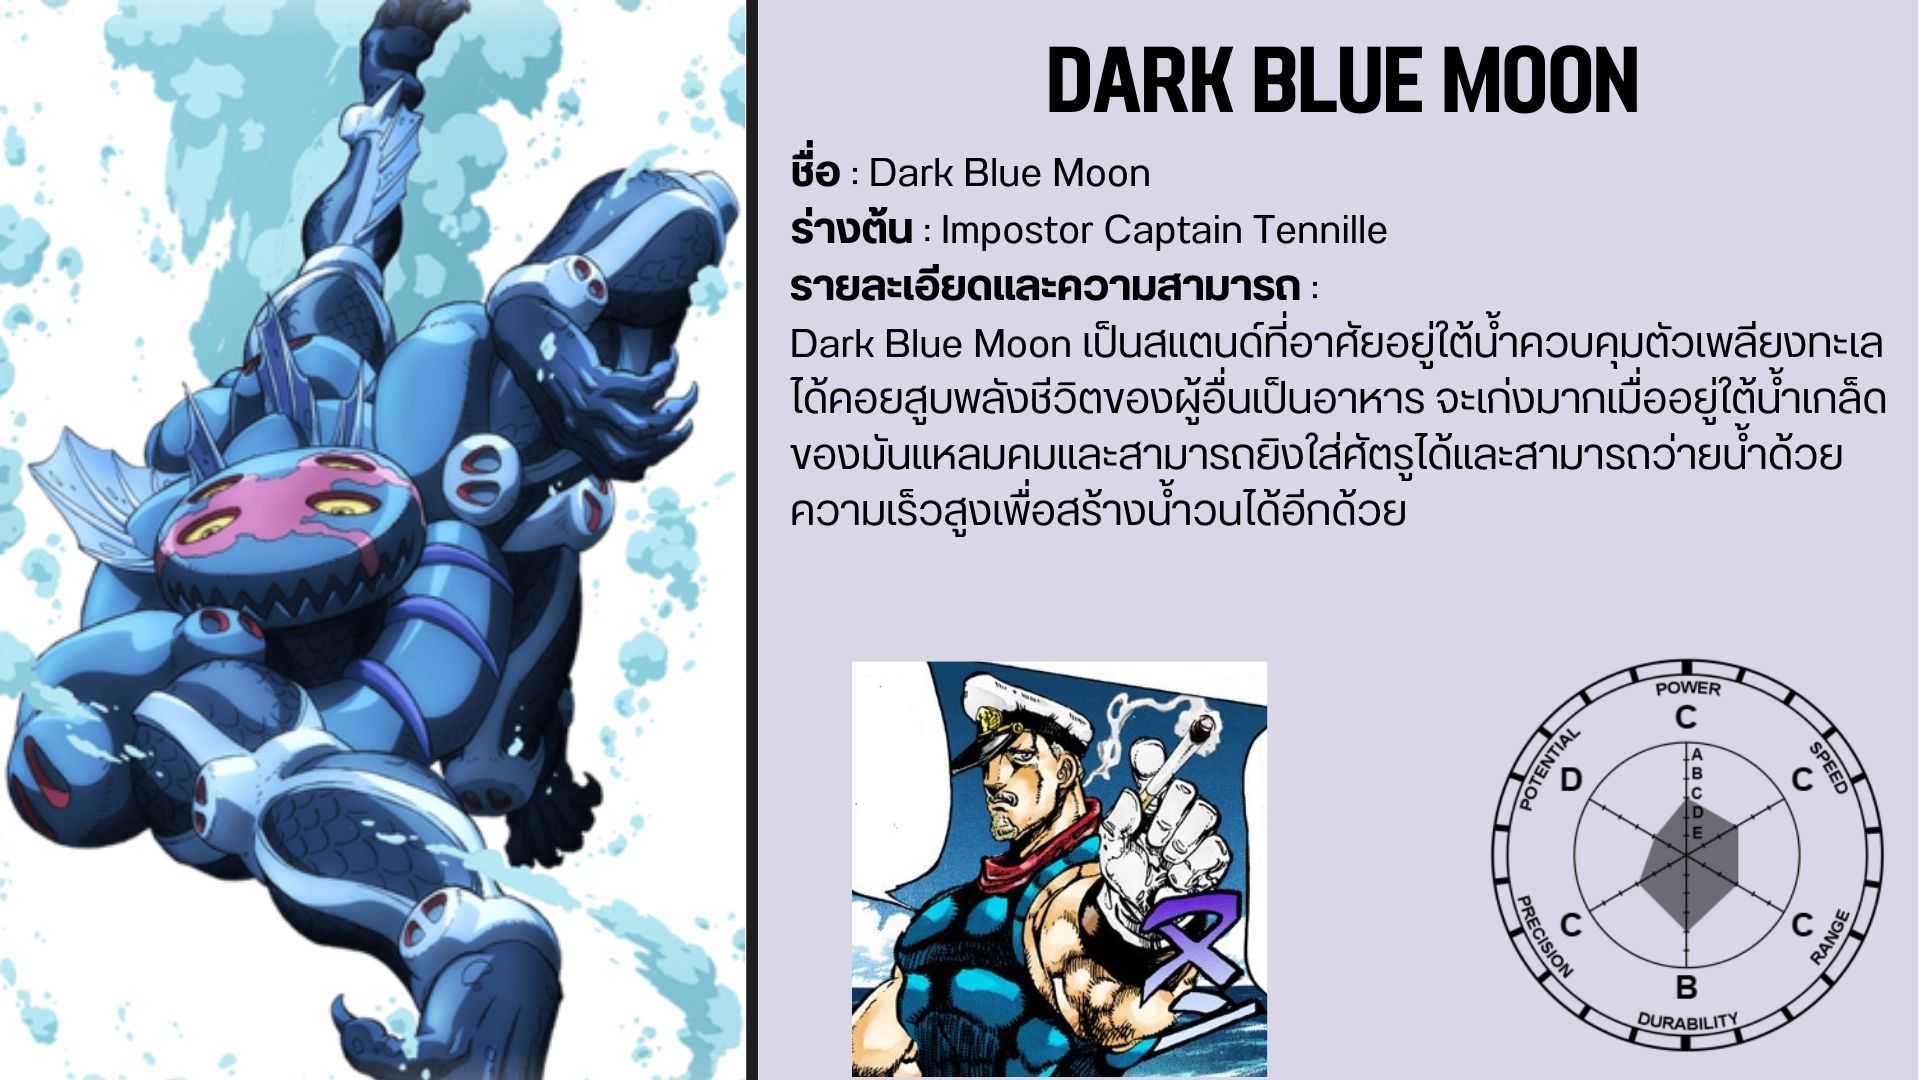 DARK BLUE MOON
ชื่อ : Dark Blue Moon
ร่างต้น : Impostor Captain Tennille
รายละเอียดและความสามารถ :
Dark Blue Moon เป็นสแตนด์ที่อาศัยอยู่ใต้น้ำควบคุมตัวเพลียงทะเล
ได้คอยสูบพลังชีวิตของผู้อื่นเป็นอาหาร จะเก่งมากเมื่ออยู่ใต้น้ำเกล็ด
ของมันแหลมคมและสามารถยิงใส่ศัตรูได้และสามารถว่ายน้ำด้วย
ความเร็วสูงเพื่อสร้างน้ำวนได้อีกด้วย
POWER
C
POTENTIAL
D
SPEED
C
A
B
C
D
E
PRECISION
C
RANGE
C
B
DURABILITY